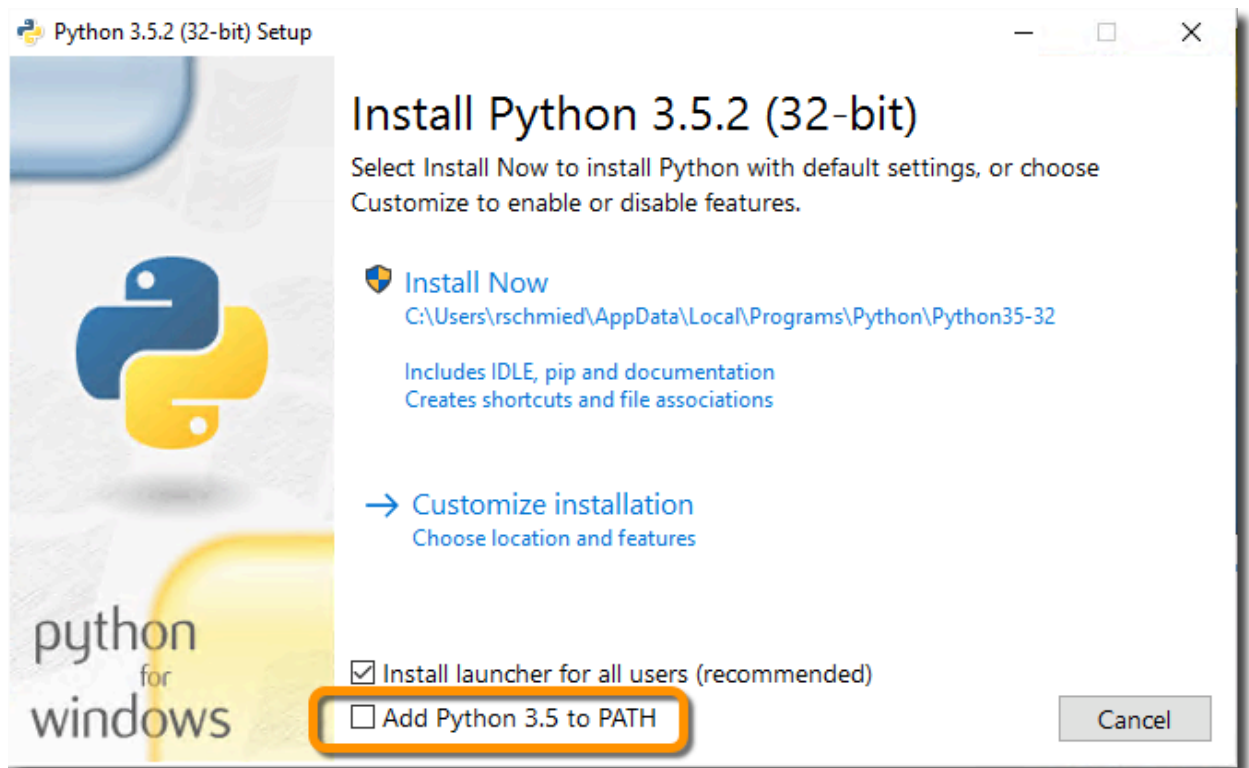 Python 3.5.2 (32-bit) Setup
Install Python 3.5.2 (32-bit)
Select Install Now to install Python with default settings, or choose
Customize to enable or disable features.
Install Now
C:\Users\rschmied\AppData\Local\Programs\Python\Python35-32
Includes IDLE, pip and documentation
Creates shortcuts and file associations
Customize installation
Choose location and features
python
for
windows
Install launcher for all users (recommended)
Add Python 3.5 to PATH
Cancel